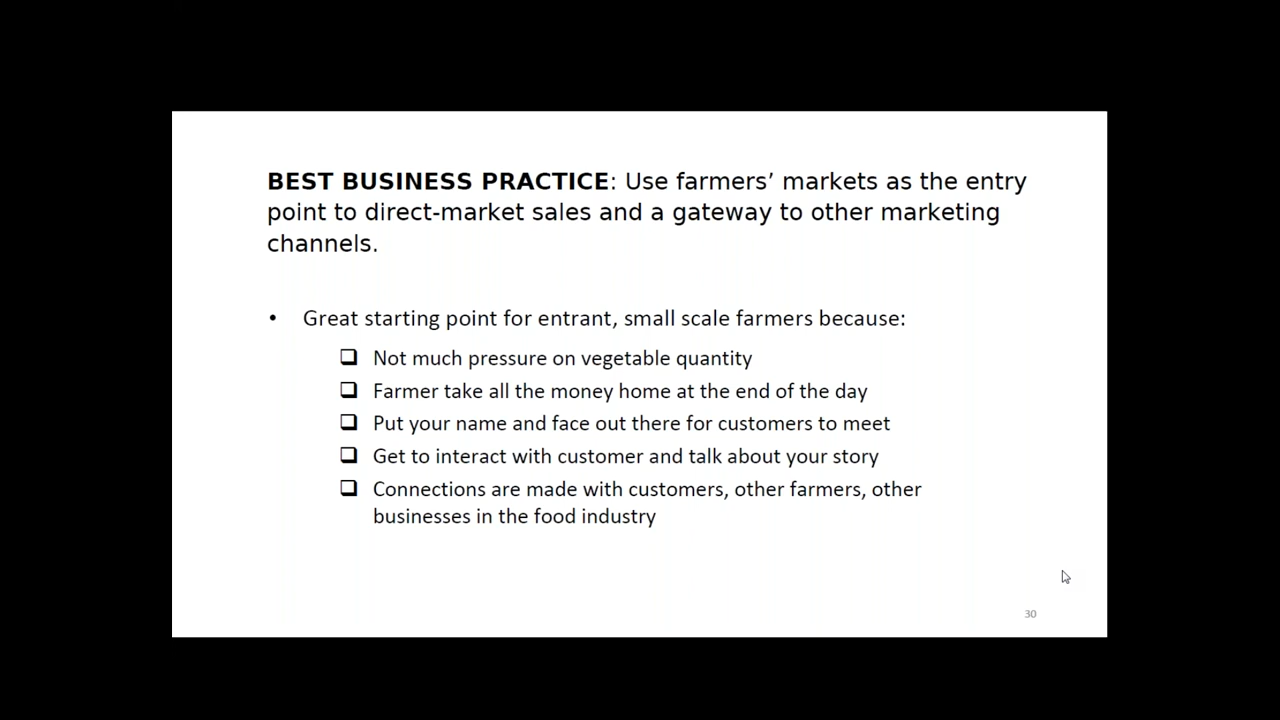 BEST BUSINESS PRACTICE: Use farmers’ markets as the entry
point to direct-market sales and a gateway to other marketing
channels.
• Great starting point for entrant, small scale farmers because:
❑ Not much pressure on vegetable quantity
❑ Farmer take all the money home at the end of the day
❑ Put your name and face out there for customers to meet
❑ Get to interact with customer and talk about your story
❑ Connections are made with customers, other farmers, other
businesses in the food industry
30